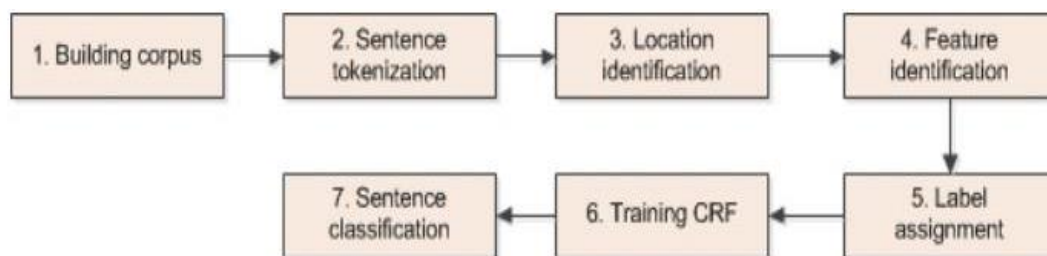 1. Building corpus
2. Sentence
tokenization
3. Location
identification
4. Feature
identification
5. Label
assignment
6. Training CRF
7. Sentence
classification